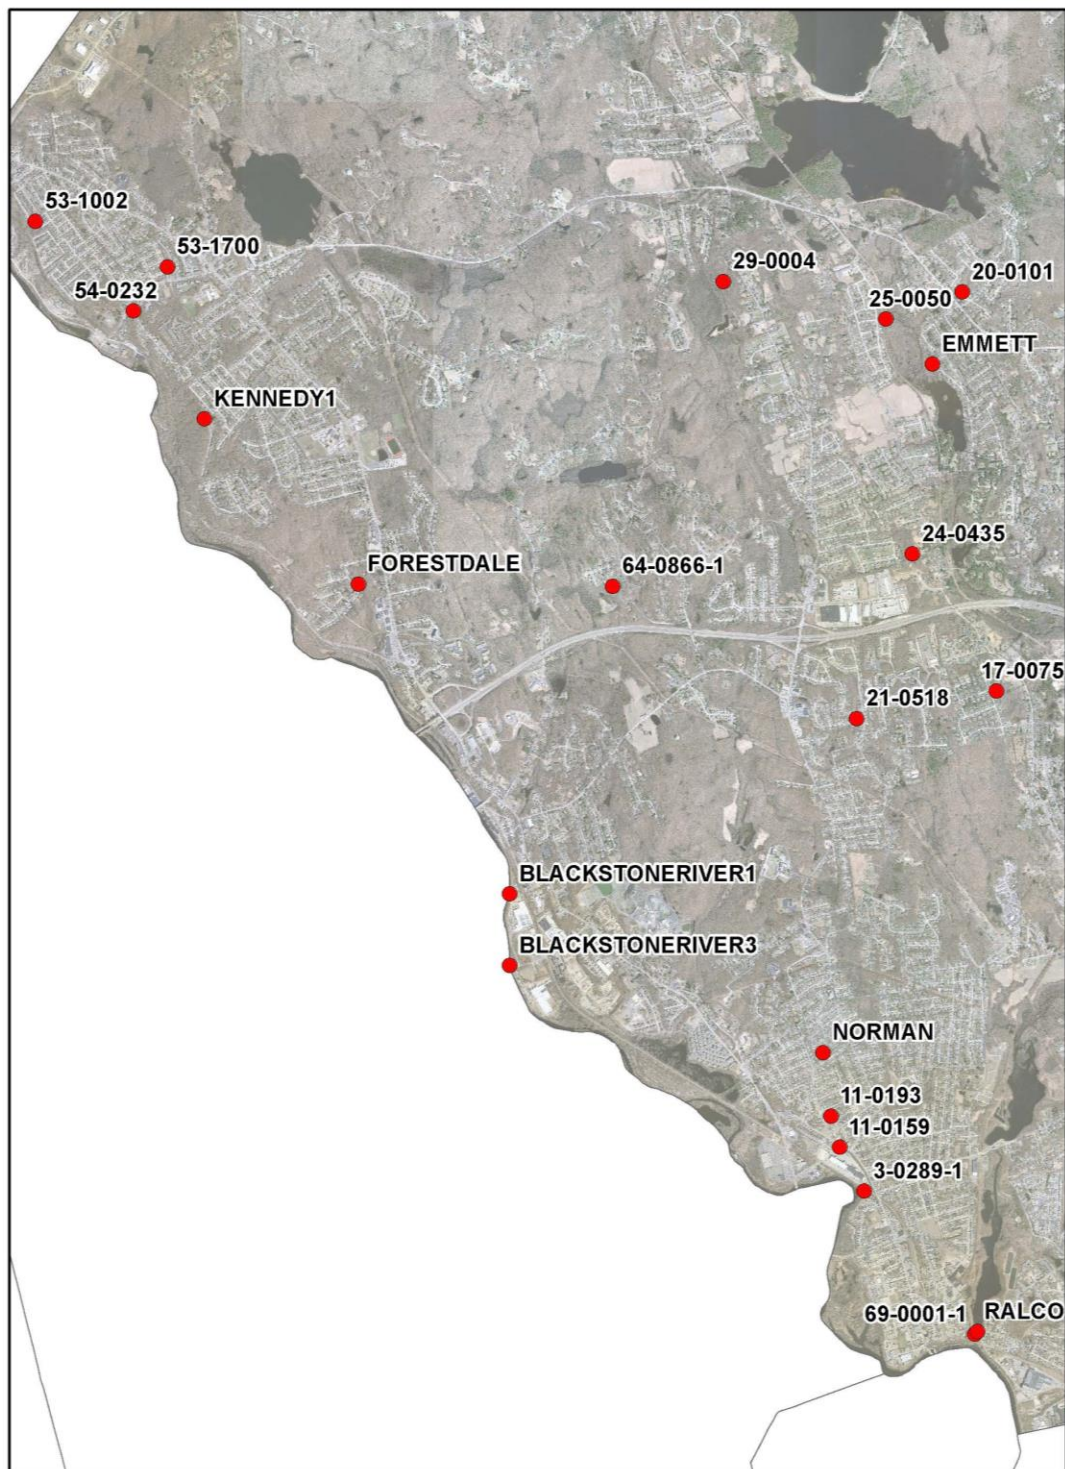 53-1002
53-1700
29-0004
20-0101
54-0232
25-0050
EMMETT
KENNEDY1
24-0435
FORESTDALE
64-0866-1
17-0075
21-0518
BLACKSTONERIVER1
BLACKSTONERIVER3
NORMAN
11-0193
11-0159
3-0289-1
69-0001-1
RALCO